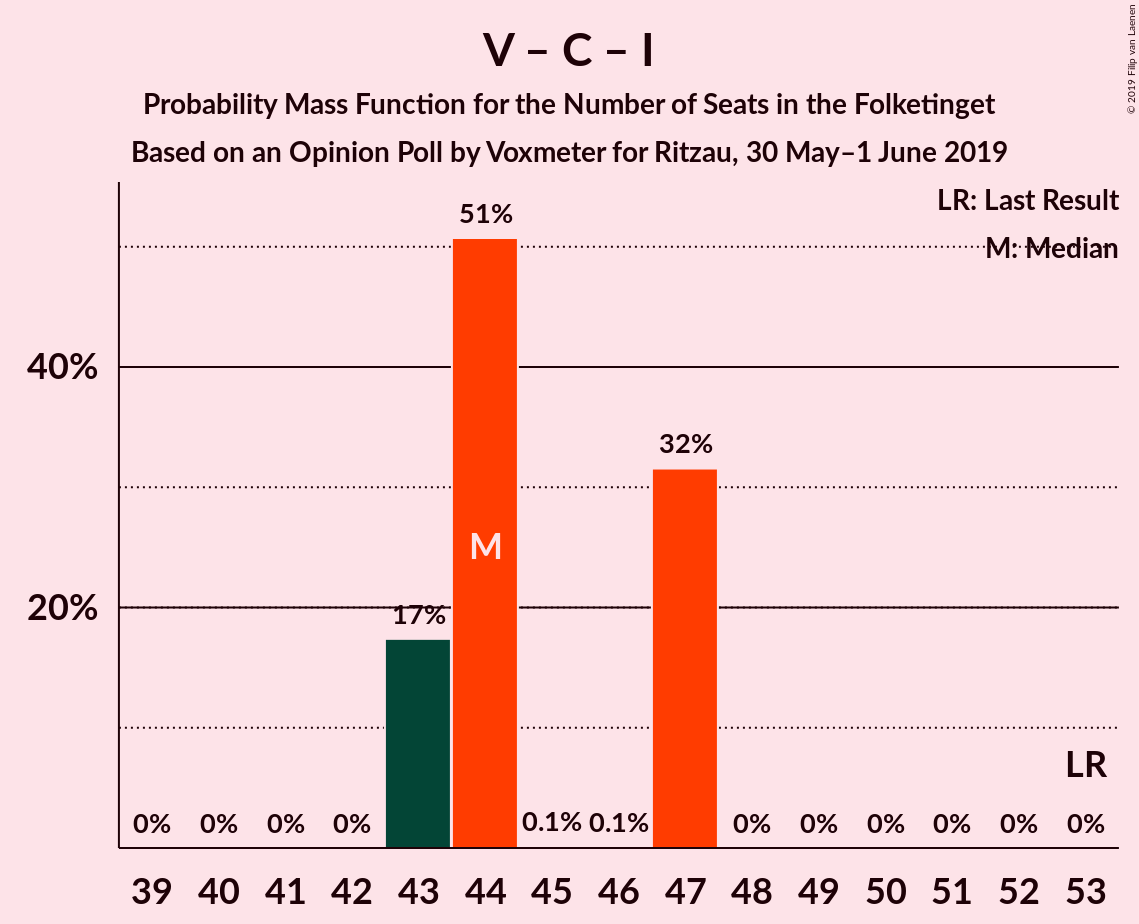 V – C – I
Probability Mass Function for the Number of Seats in the Folketinget
Based on an Opinion Poll by Voxmeter for Ritzau, 30 May–1 June 2019
© 2019 Filip van Laenen
LR: Last Result
M: Median
51%
40%
32%
M
20%
17%
LR
0% 0% 0% 0% 0.1% 0.1% 0% 0% 0% 0% 0% 0%
39 40 41 42 43 44 45 46 47 48 49 50 51 52 53